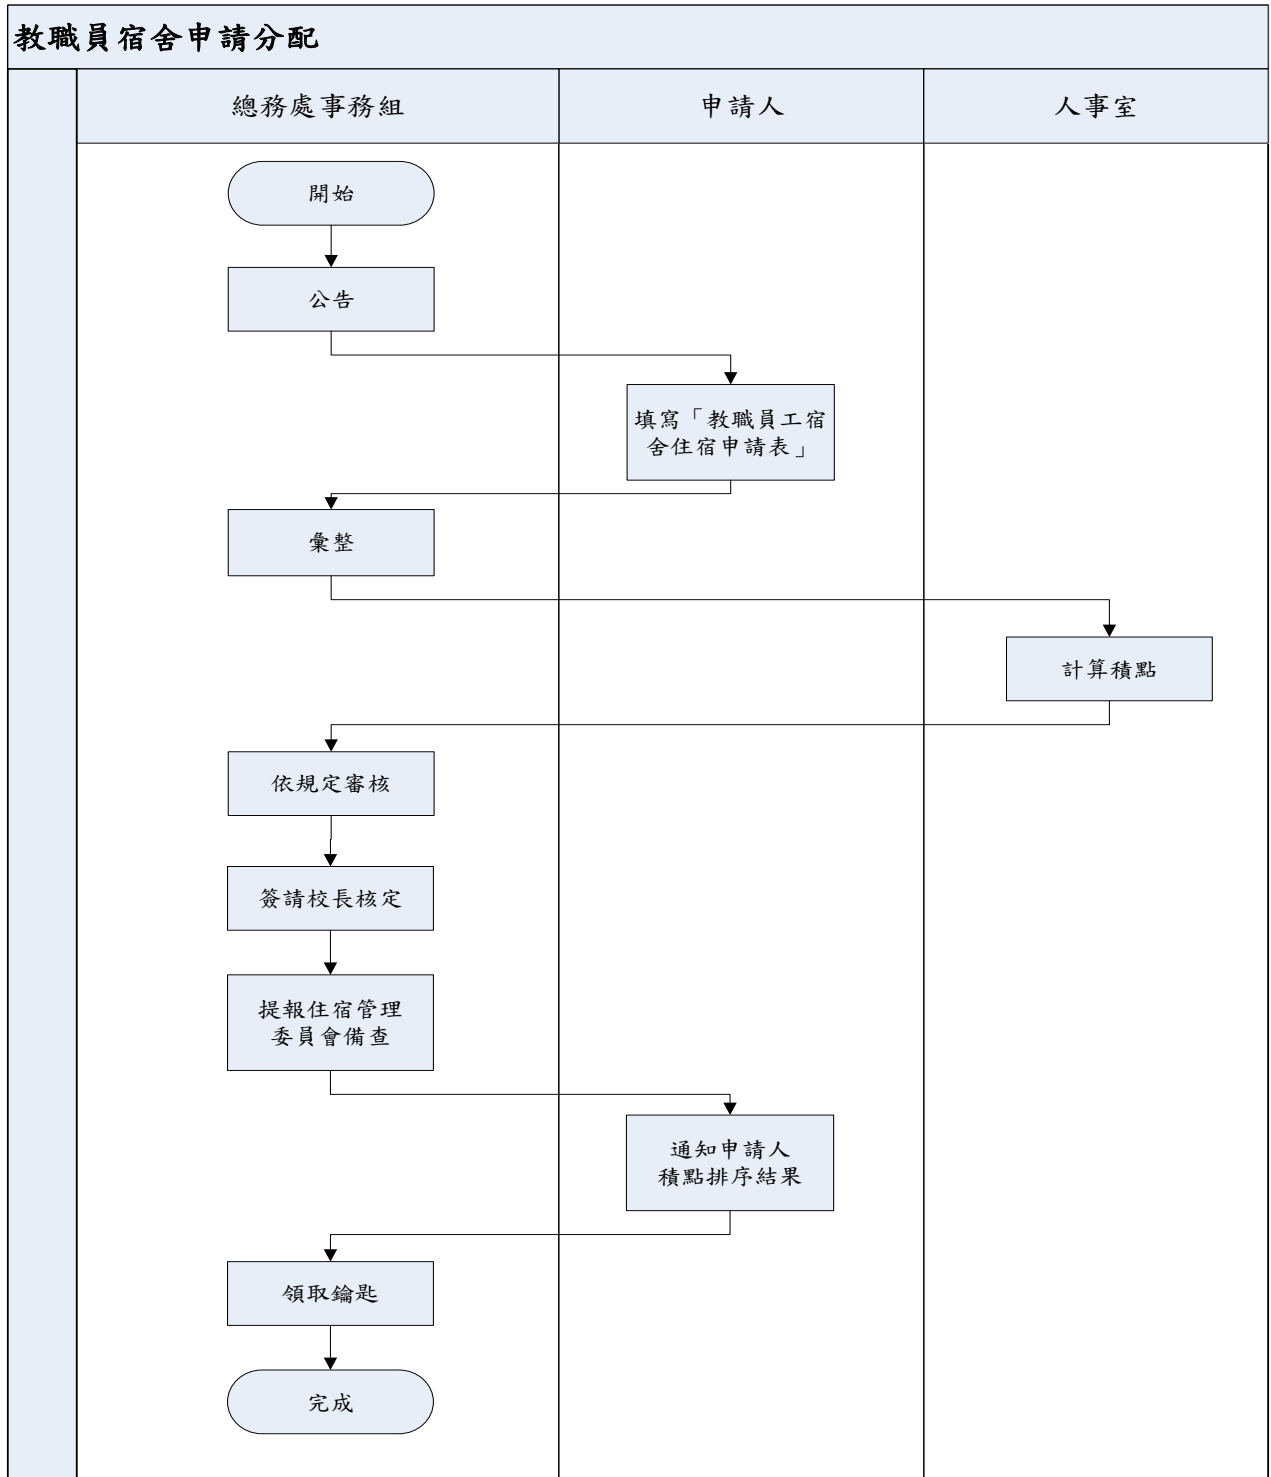 教職員宿舍申請分配
總務處事務組
申請人
人事室
開始
公告
填寫「教職員工宿
舍住宿申請表」
彙整
計算積點
依規定審核
簽請校長核定
提報住宿管理
委員會備查
通知申請人
積點排序結果
領取鑰匙
完成